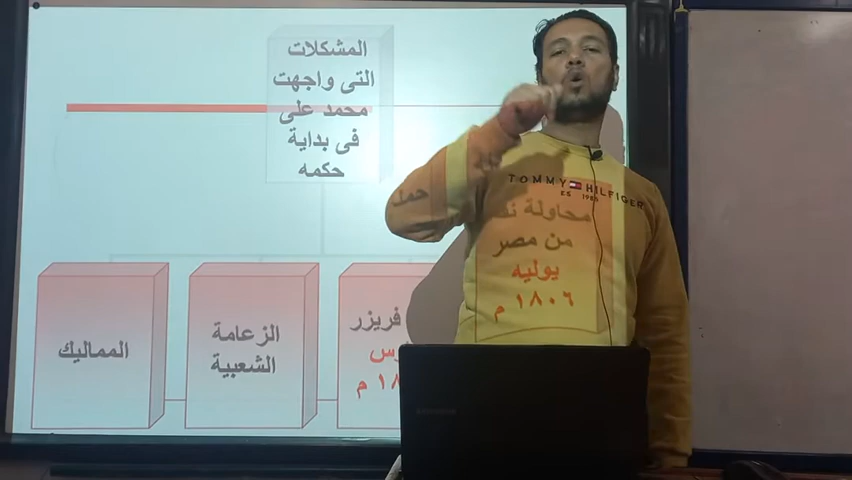 المشكلات
التى واجهت
محمد على
فى بداية
حكمه
TOMMY HILFIGER
محاولة
من مصر
يوليه
١٨٠٦ م
فريزر
م
الزعامة
الشعبية
المماليك